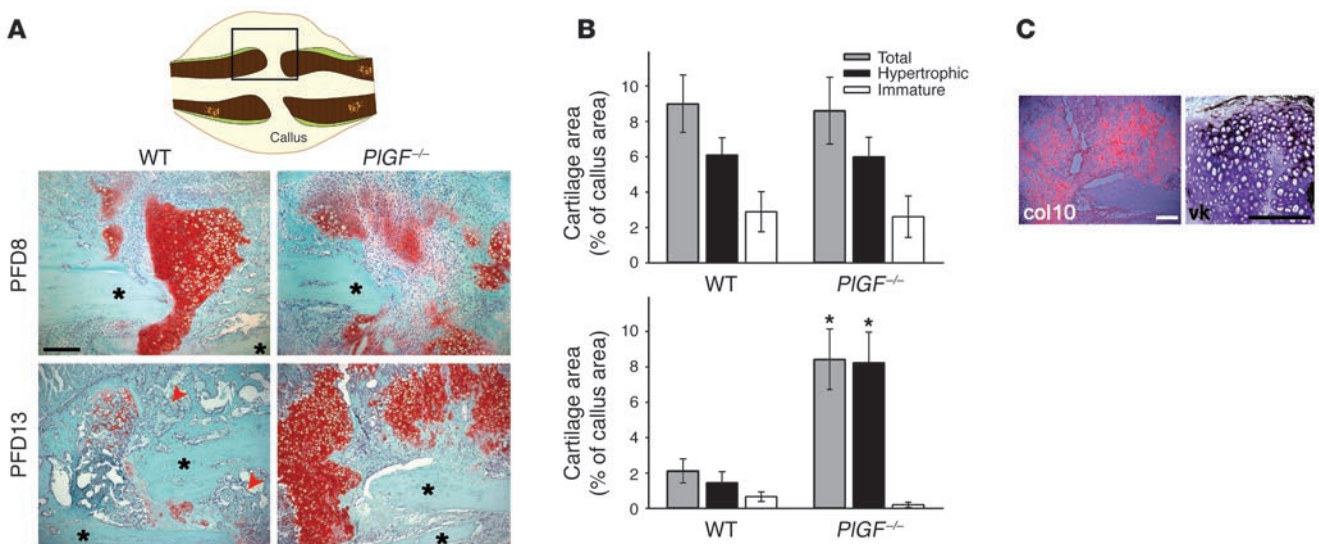 A
Callus
WT
PlGF–/–
PFD8
*
*
*
PFD13
*
*
*
*
B
Total
Hypertrophic
Immature
Cartilage area
(% of callus area)
10
8
6
4
2
0
WT
PlGF–/–
Cartilage area
(% of callus area)
10
8
6
4
2
0
*
*
WT
PlGF–/–
C
col10
vk